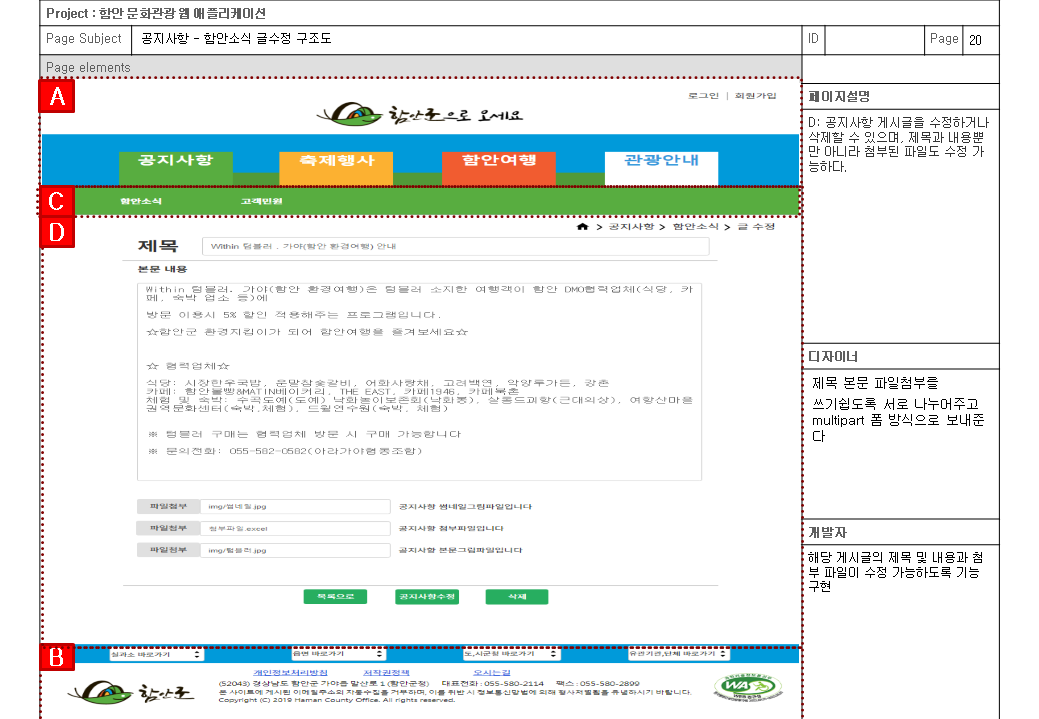 Project : 함안 문화관광 웹 애플리케이션
Page Subject 공지사항 - 함안소식 글수정 구조도 ID Page 20
Page elements
A
로그인 | 회원가입
함안군으로 오세요
공지사항 축제행사 함안여행 관광안내
C
함안소식 고객민원
D
> 공지사항 > 함안소식 > 글 수정
제목 Within 텀블러 . 가야(함안 환경여행) 안내
본문 내용
Within 텀블러. 가야(함안 환경여행)은 텀블러 소지한 여행객이 함안 DMO협력업체(식당, 카
페, 숙박 업소 등)에
방문 이용시 5% 할인 적용해주는 프로그램입니다.
☆함안군 환경지킴이가 되어 함안여행을 즐겨보세요☆
☆ 협력업체☆
식당: 시장한우국밥, 운말참숯갈비, 어화사랑채, 고려백연, 악양루가든, 강촌
카페: 함안불빵&MATIN베이커리, THE EAST, 카페1946, 카페목촌
체험 및 숙박: 수곡도예(도예) 낙화놀이보존회(낙화봉), 살롱드피항(근대의상), 여항산마을
권역문화센터(숙박,체험), 드림연수원(숙박, 체험)
※ 텀블러 구매는 협력업체 방문 시 구매 가능합니다
※ 문의전화: 055-582-0582(아라가야협동조합)
파일첨부 img/썸네일.jpg 공지사항 썸네일그림파일입니다
파일첨부 첨부파일.excel 공지사항 첨부파일입니다
파일첨부 img/텀블러.jpg 공지사항 본문그림파일입니다
목록으로 공지사항수정 삭제
B
실과소 바로가기 읍면 바로가기 도,시군청 바로가기 유관기관,단체 바로가기
개인정보처리방침 저작권정책 오시는길
함안군
(52043) 경상남도 함안군 가야읍 말산로 1 (함안군청) 대표전화 : 055-580-2114 팩스 : 055-580-2899
본 사이트에 게시된 이메일주소의 자동수집을 거부하며, 이를 위반 시 정보통신망법에 의해 형사처벌됨을 유념하시기 바랍니다.
Copyright (C) 2019 Haman County Office. All rights reserved.
WA
페이지설명
D: 공지사항 게시글을 수정하거나
삭제할 수 있으며, 제목과 내용뿐
만 아니라 첨부된 파일도 수정 가
능하다.
디자이너
제목 본문 파일첨부를
쓰기쉽도록 서로 나누어주고
multipart 폼 방식으로 보내준
다
개발자
해당 게시글의 제목 및 내용과 첨
부 파일이 수정 가능하도록 기능
구현